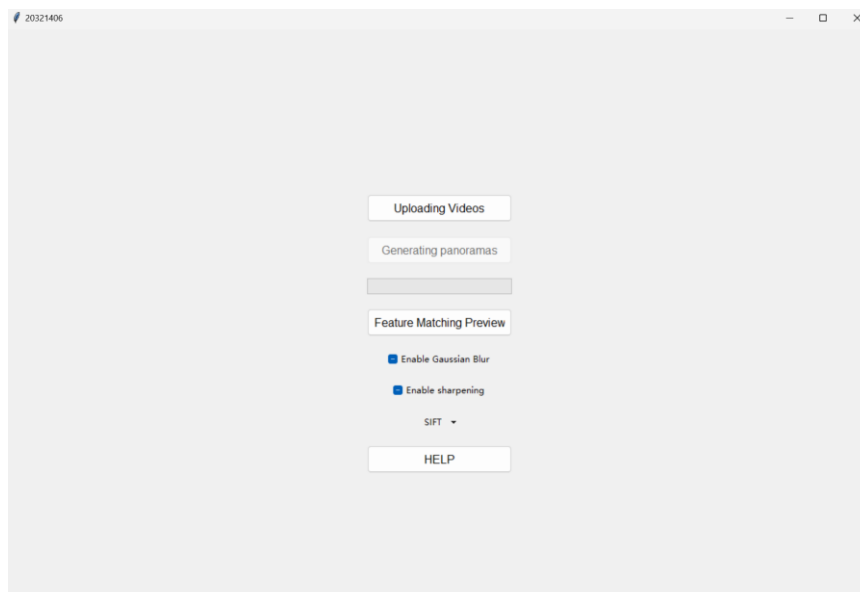 20321406
Uploading Videos
Generating panoramas
Feature Matching Preview
Enable Gaussian Blur
Enable sharpening
SIFT
HELP